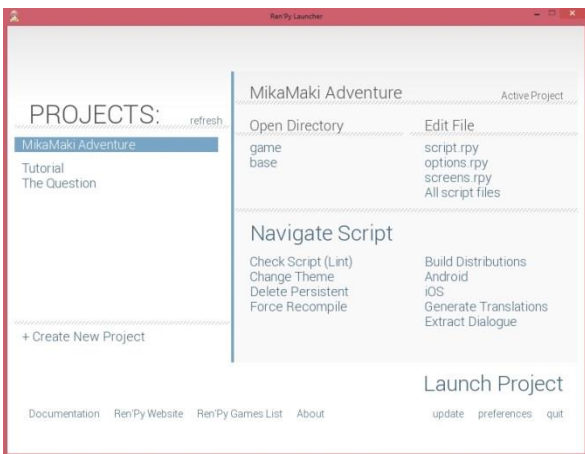 Ren'Py Launcher
PROJECTS:
refresh
MikaMaki Adventure
Tutorial
The Question
+ Create New Project
MikaMaki Adventure
Active Project
Open Directory
game
base
Edit File
script.rpy
options.rpy
screens.rpy
All script files
Navigate Script
Check Script (Lint)
Change Theme
Delete Persistent
Force Recompile
Build Distributions
Android
iOS
Generate Translations
Extract Dialogue
Launch Project
Documentation Ren'Py Website Ren'Py Games List About
update preferences quit